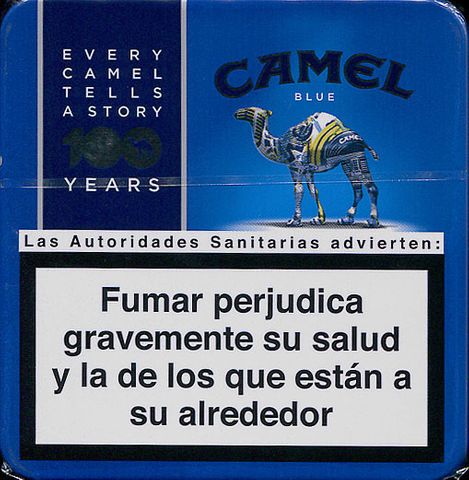 EVERY
CAMEL
TELLS
A STORY
100
YEARS
CAMEL
BLUE
CAMEL
Las Autoridades Sanitarias advierten:
Fumar perjudica
gravemente su salud
y la de los que están a
su alrededor